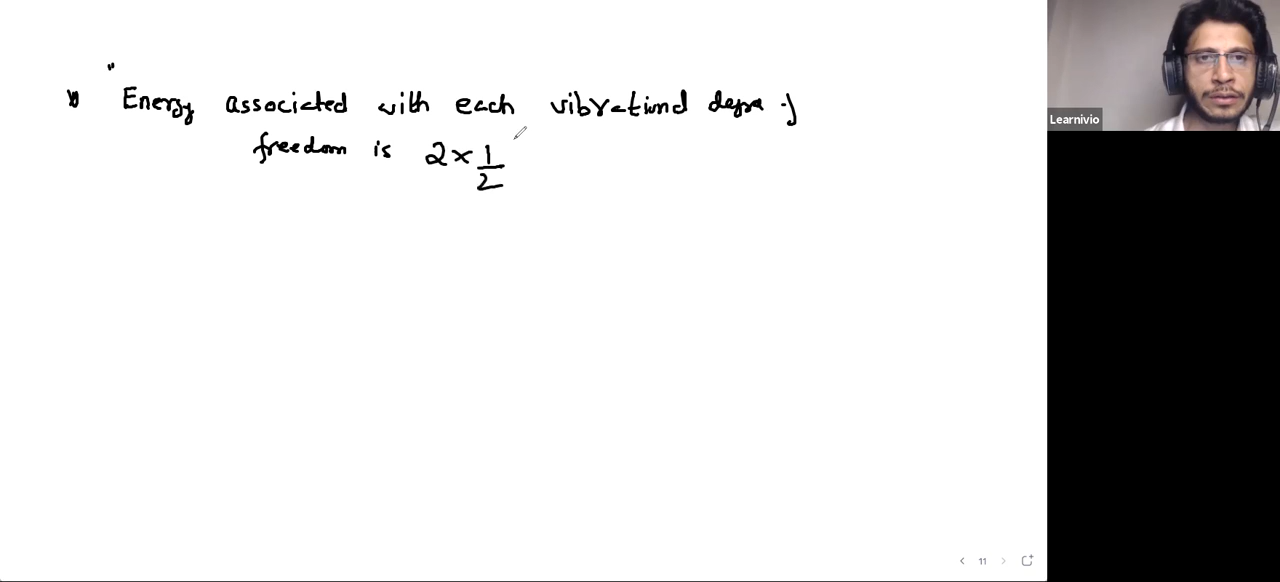 " Energy associated with each vibrational degree of
freedom is 2 × 1/2
Learnivio
11